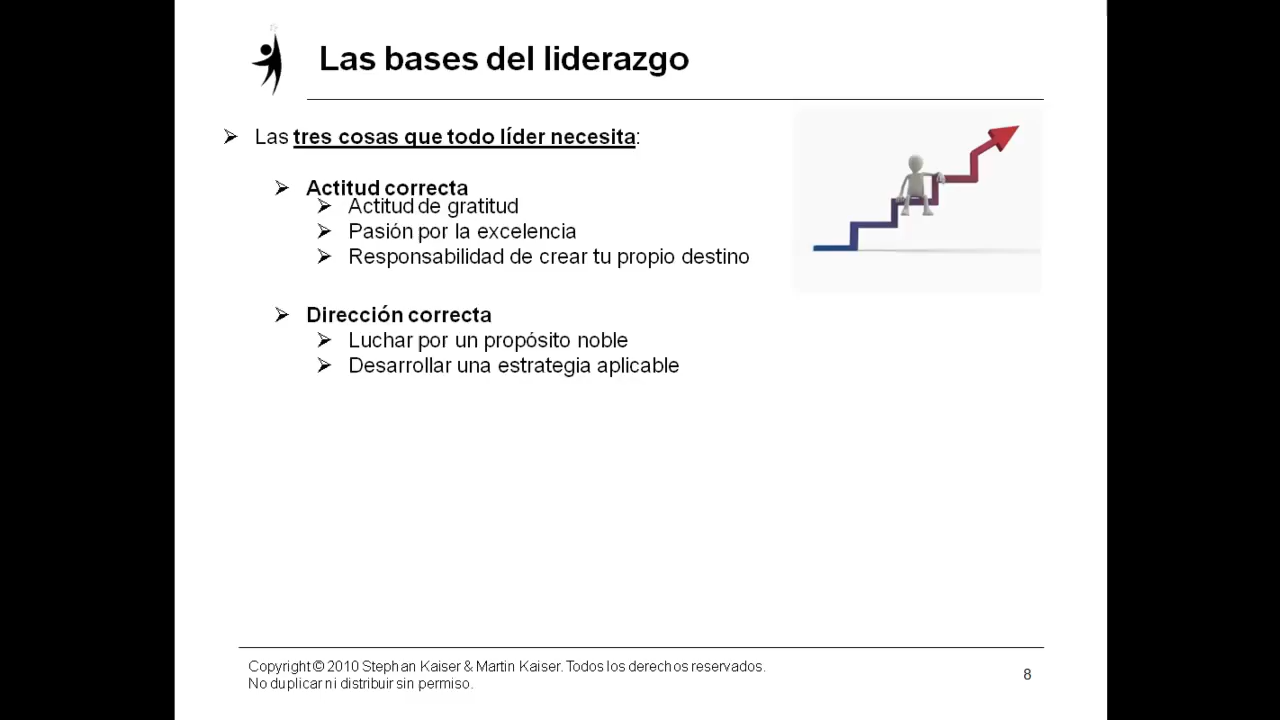 Las bases del liderazgo
Las tres cosas que todo líder necesita:
Actitud correcta
Actitud de gratitud
Pasión por la excelencia
Responsabilidad de crear tu propio destino
Dirección correcta
Luchar por un propósito noble
Desarrollar una estrategia aplicable
Copyright © 2010 Stephan Kaiser & Martin Kaiser. Todos los derechos reservados.
No duplicar ni distribuir sin permiso.
8